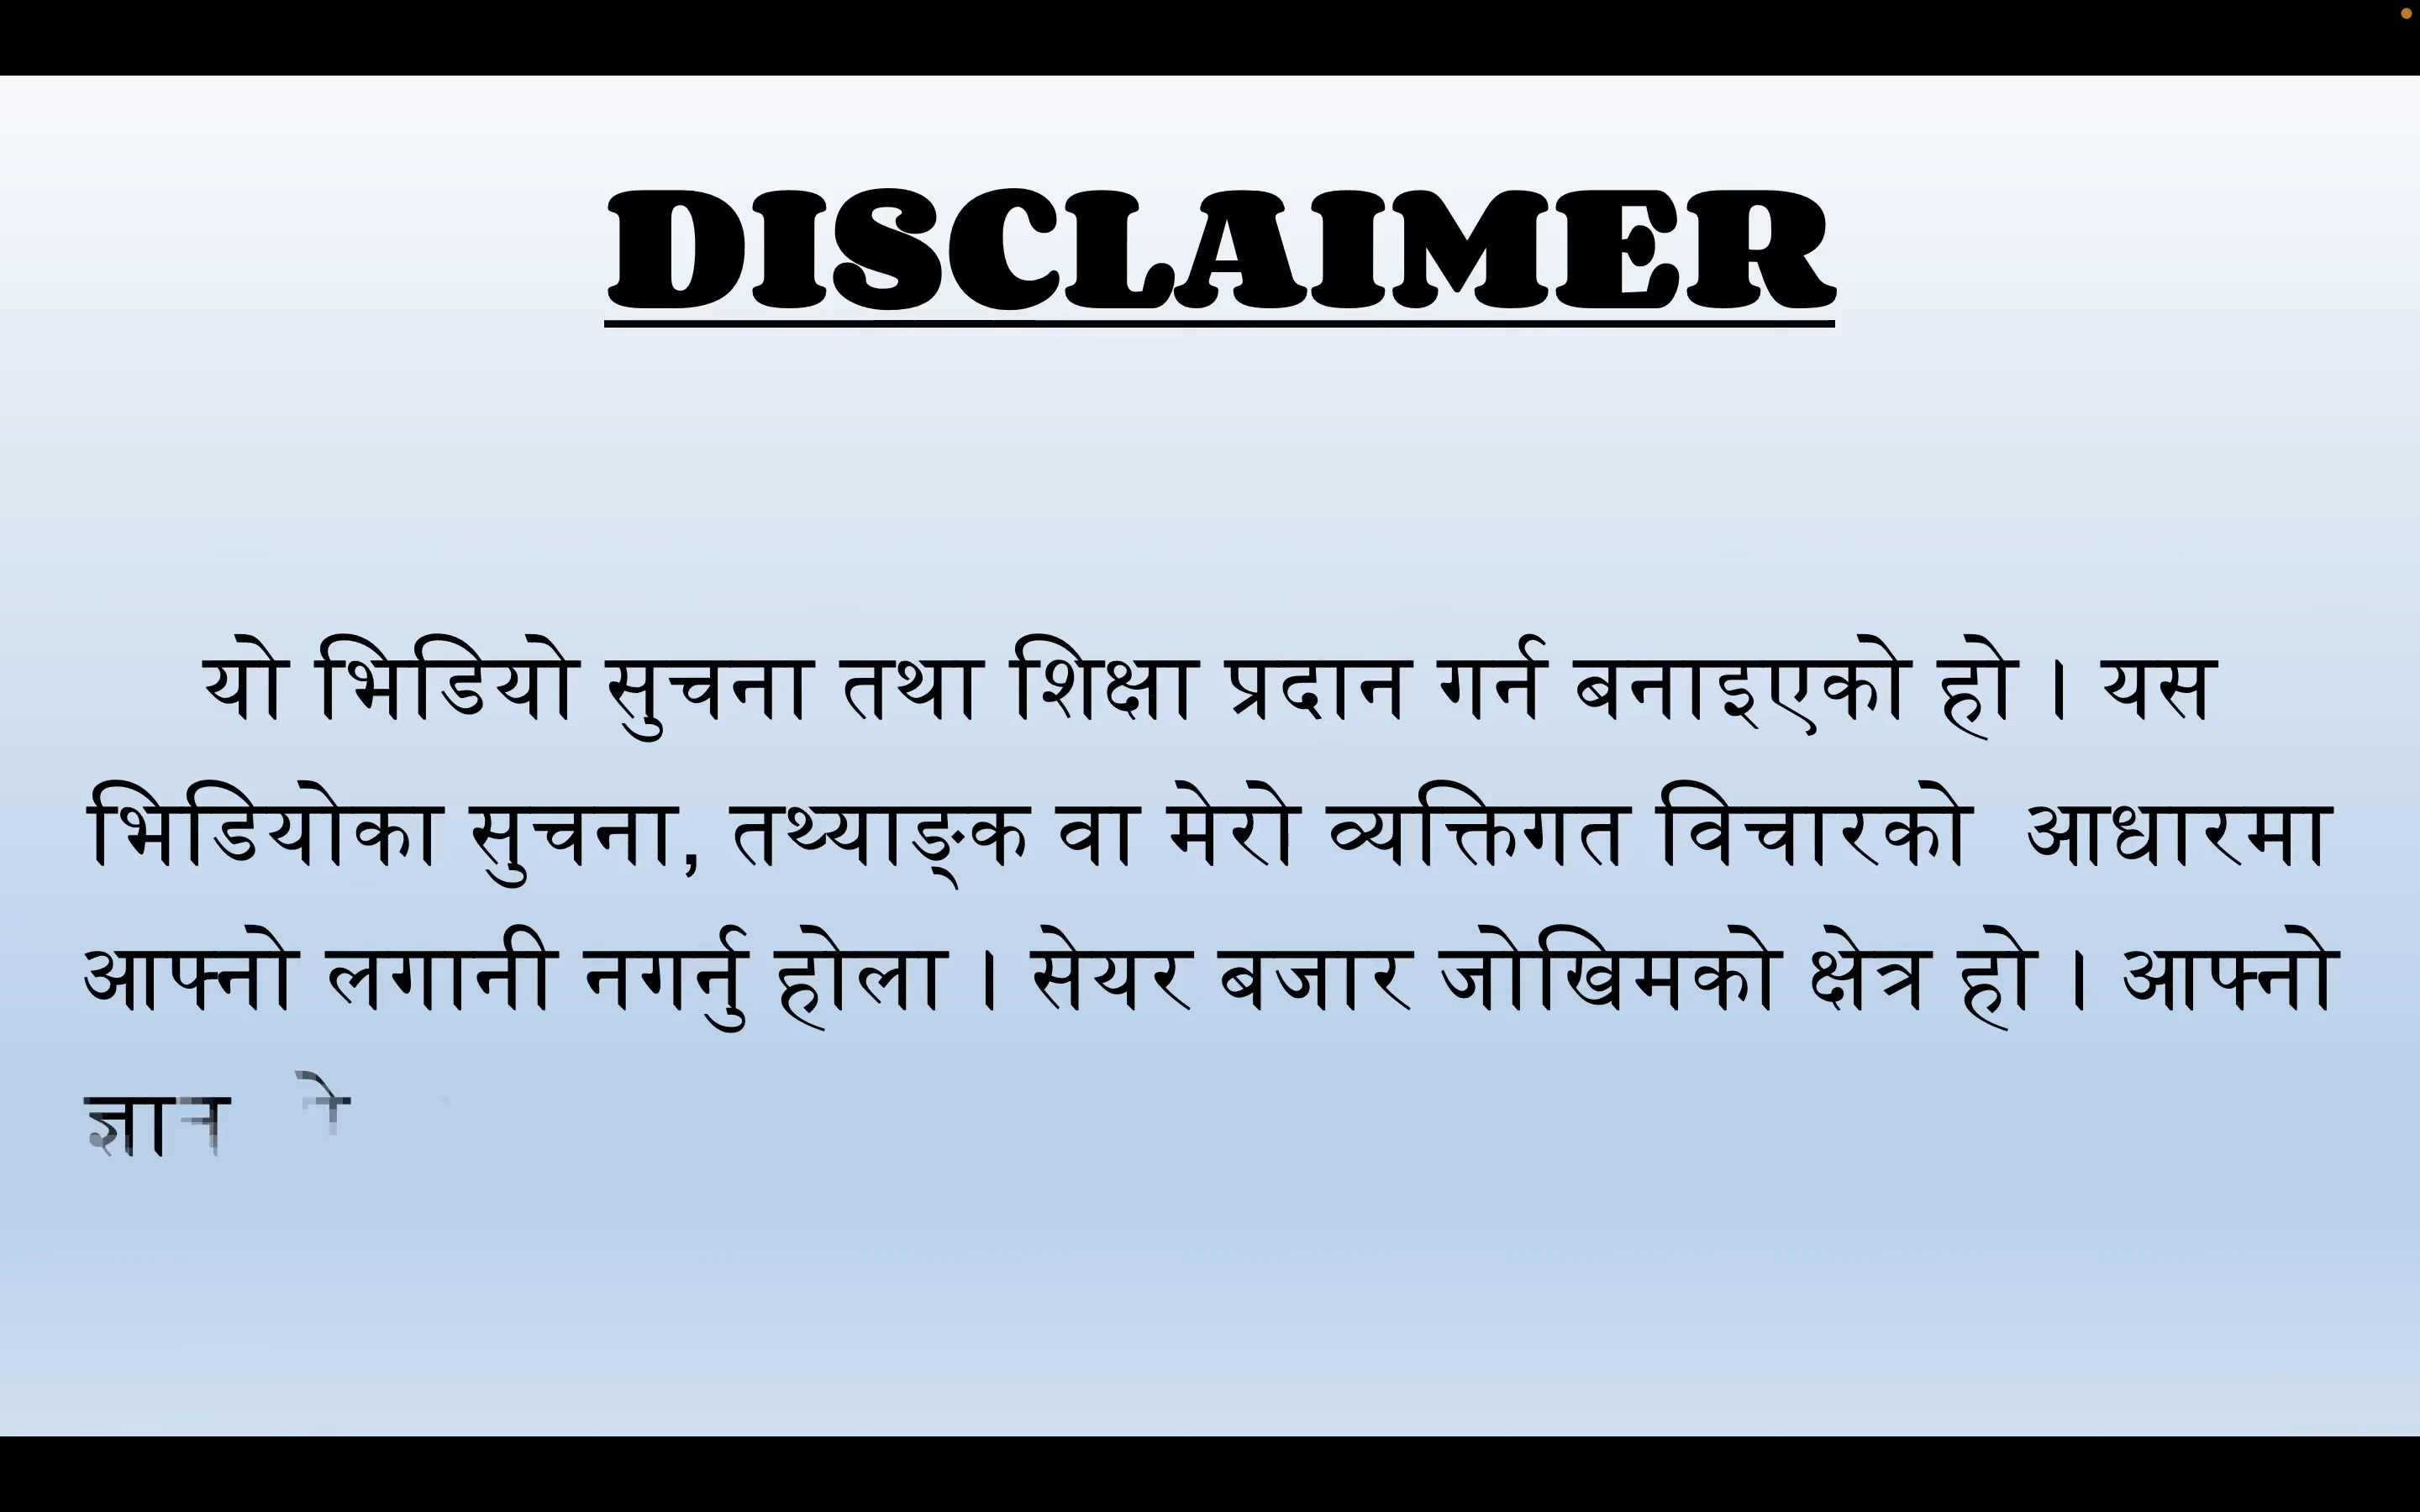 DISCLAIMER
यो भिडियो सुचना तथा शिक्षा प्रदान गर्न बनाइएको हो । यस
भिडियोका सुचना, तथ्याङ्क वा मेरो व्यक्तिगत विचारको आधारमा
आफ्नो लगानी नगर्नु होला । सेयर बजार जोखिमको क्षेत्र हो । आफ्नो
ज्ञान